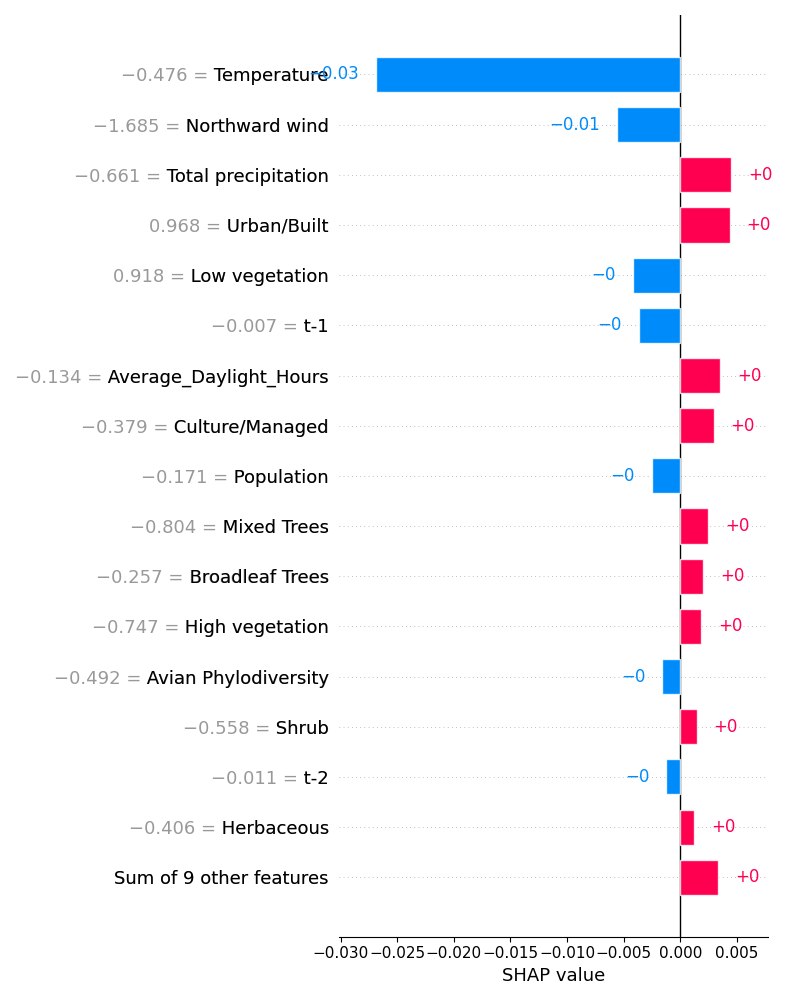 −0.476 = Temperature −0.03
−1.685 = Northward wind −0.01
−0.661 = Total precipitation +0
0.968 = Urban/Built +0
0.918 = Low vegetation −0
−0.007 = t-1 −0
−0.134 = Average_Daylight_Hours +0
−0.379 = Culture/Managed +0
−0.171 = Population −0
−0.804 = Mixed Trees +0
−0.257 = Broadleaf Trees +0
−0.747 = High vegetation +0
−0.492 = Avian Phylodiversity −0
−0.558 = Shrub +0
−0.011 = t-2 −0
−0.406 = Herbaceous +0
Sum of 9 other features +0
−0.030 −0.025 −0.020 −0.015 −0.010 −0.005 0.000 0.005
SHAP value